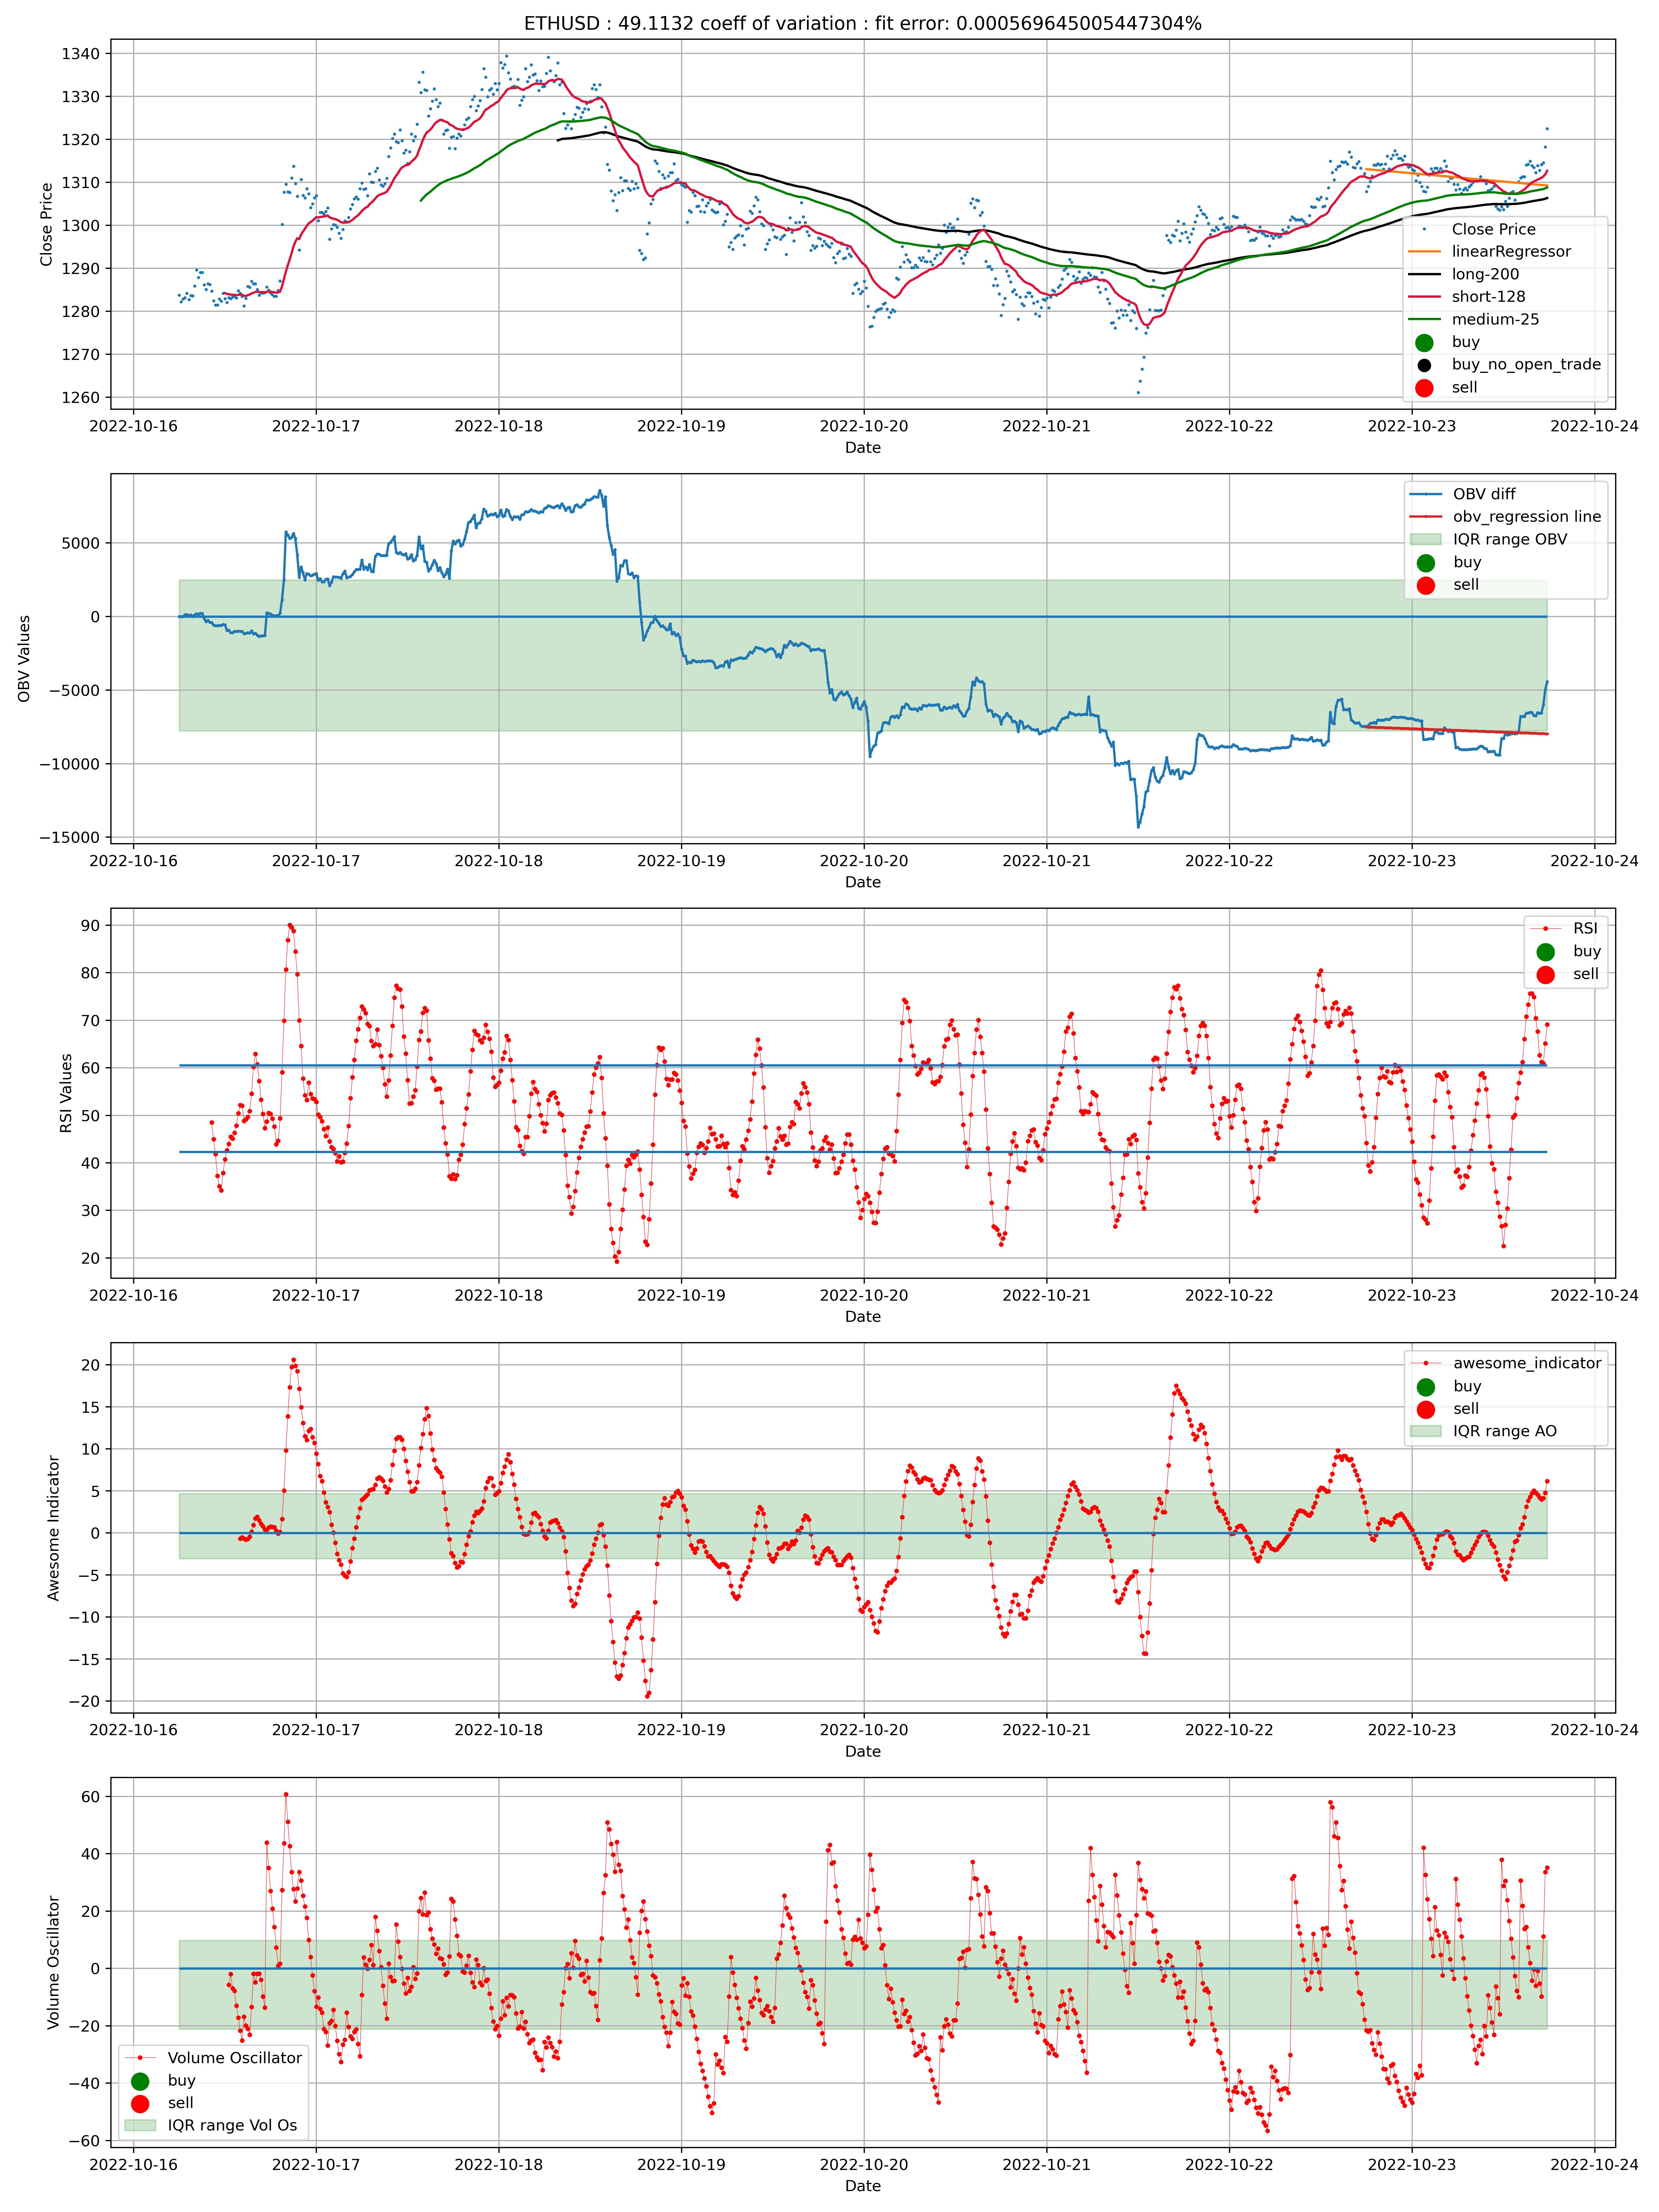 ETHUSD : 49.1132 coeff of variation : fit error: 0.000569645005447304%
1340
1330
1320
1310
1300
1290
1280
1270
1260
Close Price
Close Price
linearRegressor
long-200
short-128
medium-25
buy
buy_no_open_trade
sell
2022-10-16 2022-10-17 2022-10-18 2022-10-19 2022-10-20 2022-10-21 2022-10-22 2022-10-23 2022-10-24
Date
5000
0
−5000
−10000
−15000
OBV Values
OBV diff
obv_regression line
IQR range OBV
buy
sell
2022-10-16 2022-10-17 2022-10-18 2022-10-19 2022-10-20 2022-10-21 2022-10-22 2022-10-23 2022-10-24
Date
90
80
70
60
50
40
30
20
RSI Values
RSI
buy
sell
2022-10-16 2022-10-17 2022-10-18 2022-10-19 2022-10-20 2022-10-21 2022-10-22 2022-10-23 2022-10-24
Date
20
15
10
5
0
−5
−10
−15
−20
Awesome Indicator
awesome_indicator
buy
sell
IQR range AO
2022-10-16 2022-10-17 2022-10-18 2022-10-19 2022-10-20 2022-10-21 2022-10-22 2022-10-23 2022-10-24
Date
60
40
20
0
−20
−40
−60
Volume Oscillator
Volume Oscillator
buy
sell
IQR range Vol Os
2022-10-16 2022-10-17 2022-10-18 2022-10-19 2022-10-20 2022-10-21 2022-10-22 2022-10-23 2022-10-24
Date